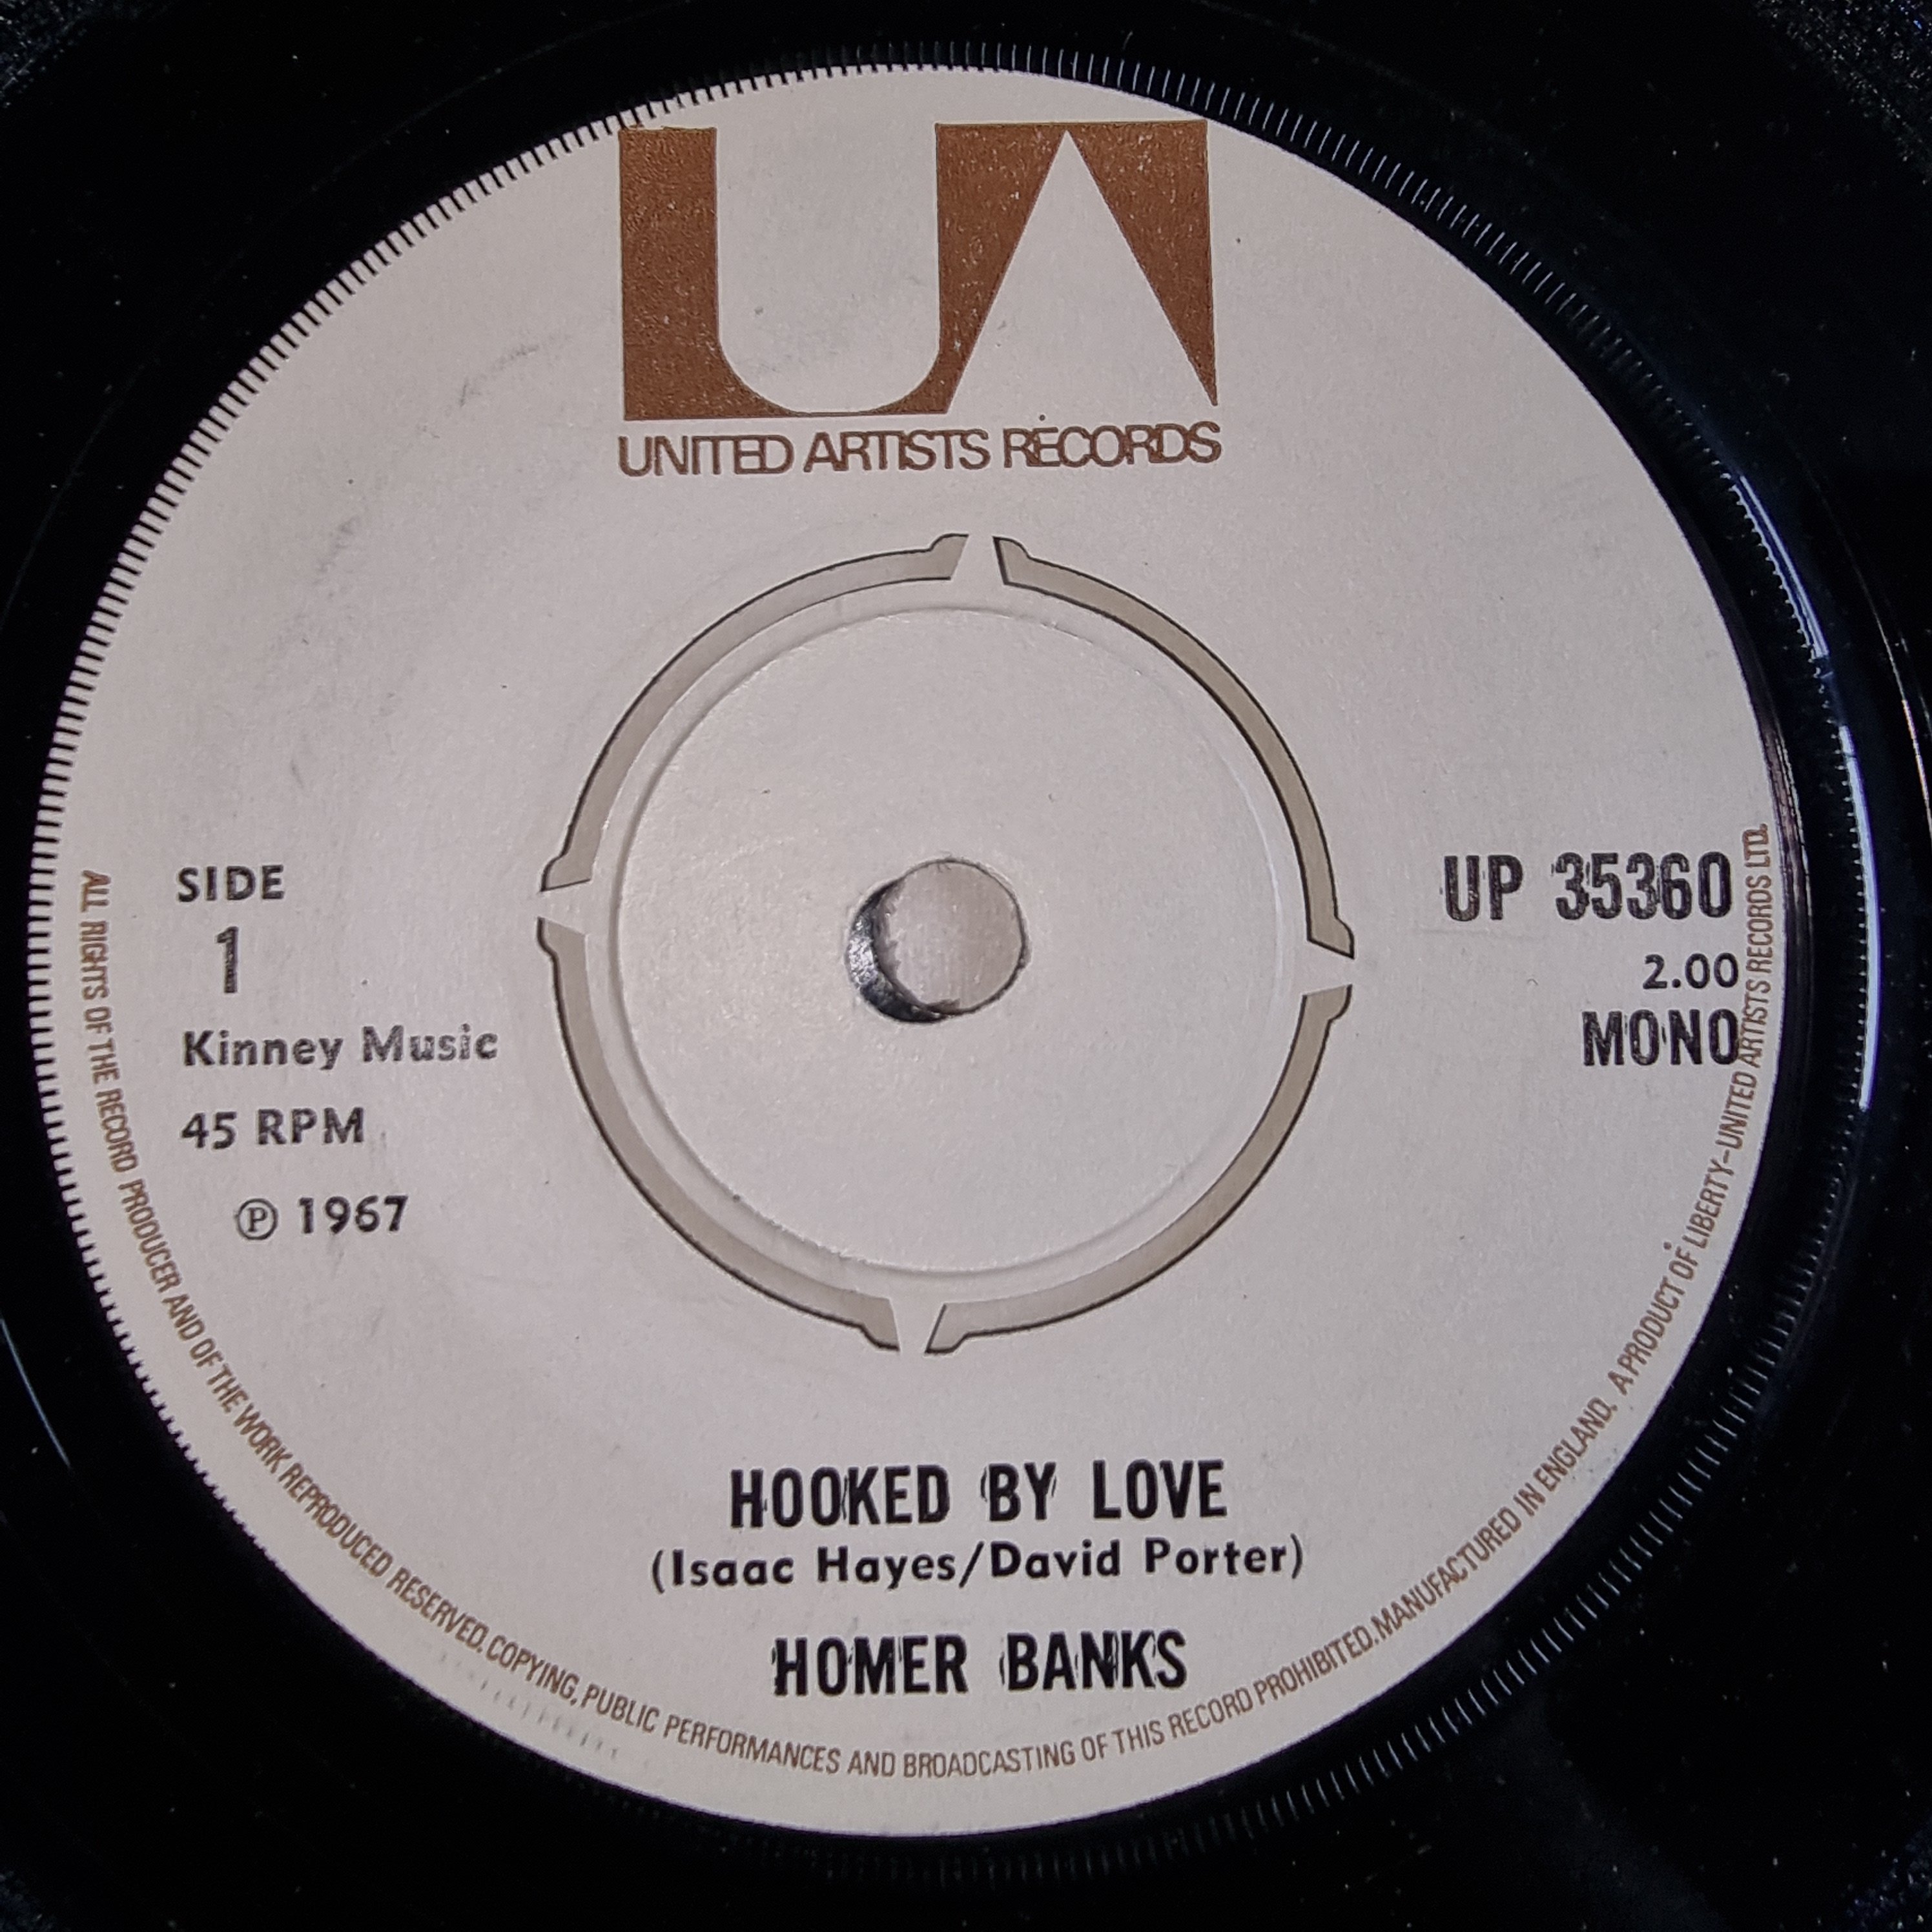 UA
UNITED ARTISTS RECORDS
SIDE
1
Kinney Music
45 RPM
℗ 1967
UP 35360
2.00
MONO
HOOKED BY LOVE
(Isaac Hayes/David Porter)
HOMER BANKS
ALL RIGHTS OF THE RECORD PRODUCER AND OF THE WORK REPRODUCED RESERVED. COPYING, PUBLIC PERFORMANCES AND BROADCASTING OF THIS RECORD PROHIBITED. MANUFACTURED IN ENGLAND. A PRODUCT OF LIBERTY-UNITED ARTISTS RECORDS LTD.